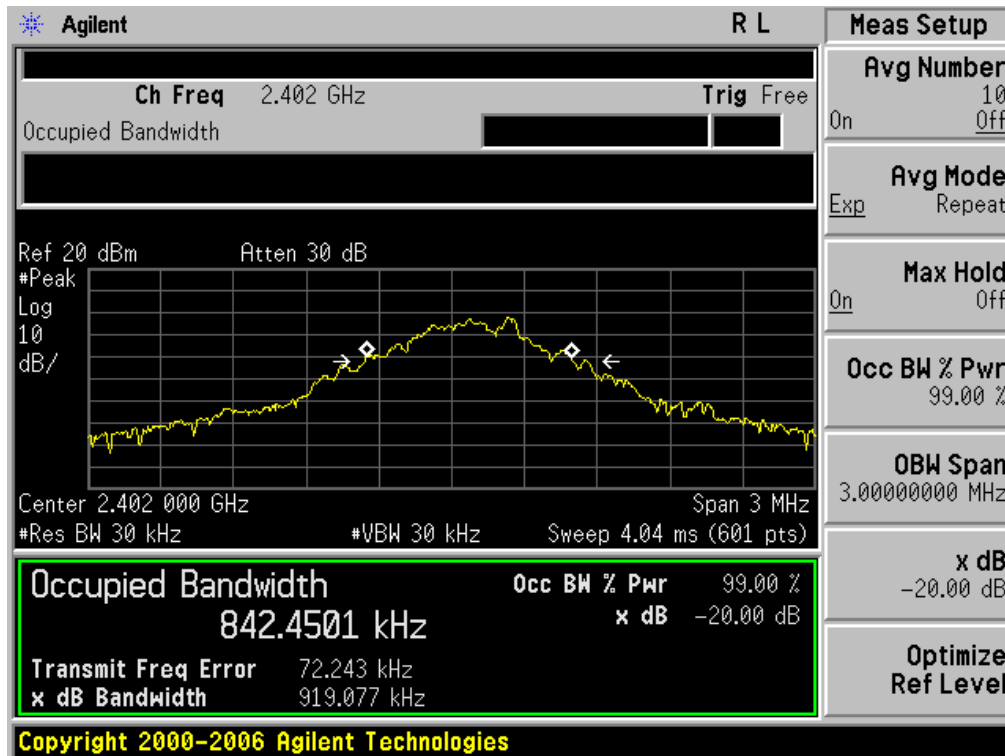 Agilent R L
Ch Freq 2.402 GHz Trig Free
Occupied Bandwidth
Ref 20 dBm Atten 30 dB
#Peak
Log
10
dB/
Center 2.402 000 GHz Span 3 MHz
#Res BW 30 kHz #VBW 30 kHz Sweep 4.04 ms (601 pts)
Occupied Bandwidth
842.4501 kHz
Occ BW % Pwr 99.00 %
x dB -20.00 dB
Transmit Freq Error 72.243 kHz
x dB Bandwidth 919.077 kHz
Copyright 2000-2006 Agilent Technologies
Meas Setup
Avg Number
10
On Off
Avg Mode
Exp Repeat
Max Hold
On Off
Occ BW % Pwr
99.00 %
OBW Span
3.00000000 MHz
x dB
-20.00 dB
Optimize
Ref Level